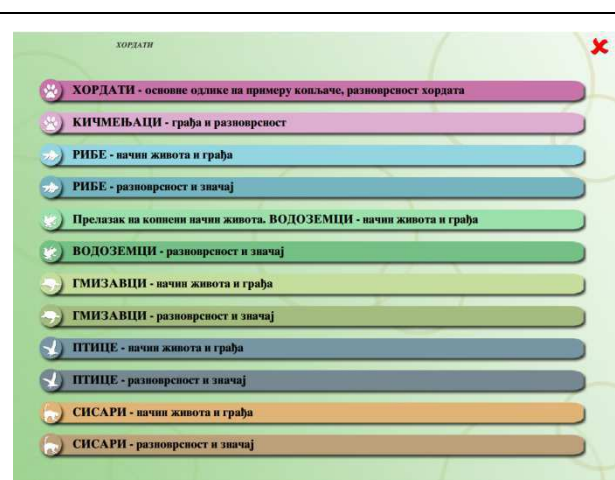 ХОРДАТИ
ХОРДАТИ - основне одлике на примеру копљаче, разноврсност хордата
КИЧМЕЊАЦИ - грађа и разноврсност
РИБЕ - начин живота и грађа
РИБЕ - разноврсност и значај
Прелазак на копнени начин живота. ВОДОЗЕМЦИ - начин живота и грађа
ВОДОЗЕМЦИ - разноврсност и значај
ГМИЗАВЦИ - начин живота и грађа
ГМИЗАВЦИ - разноврсност и значај
ПТИЦЕ - начин живота и грађа
ПТИЦЕ - разноврсност и значај
СИСАРИ - начин живота и грађа
СИСАРИ - разноврсност и значај